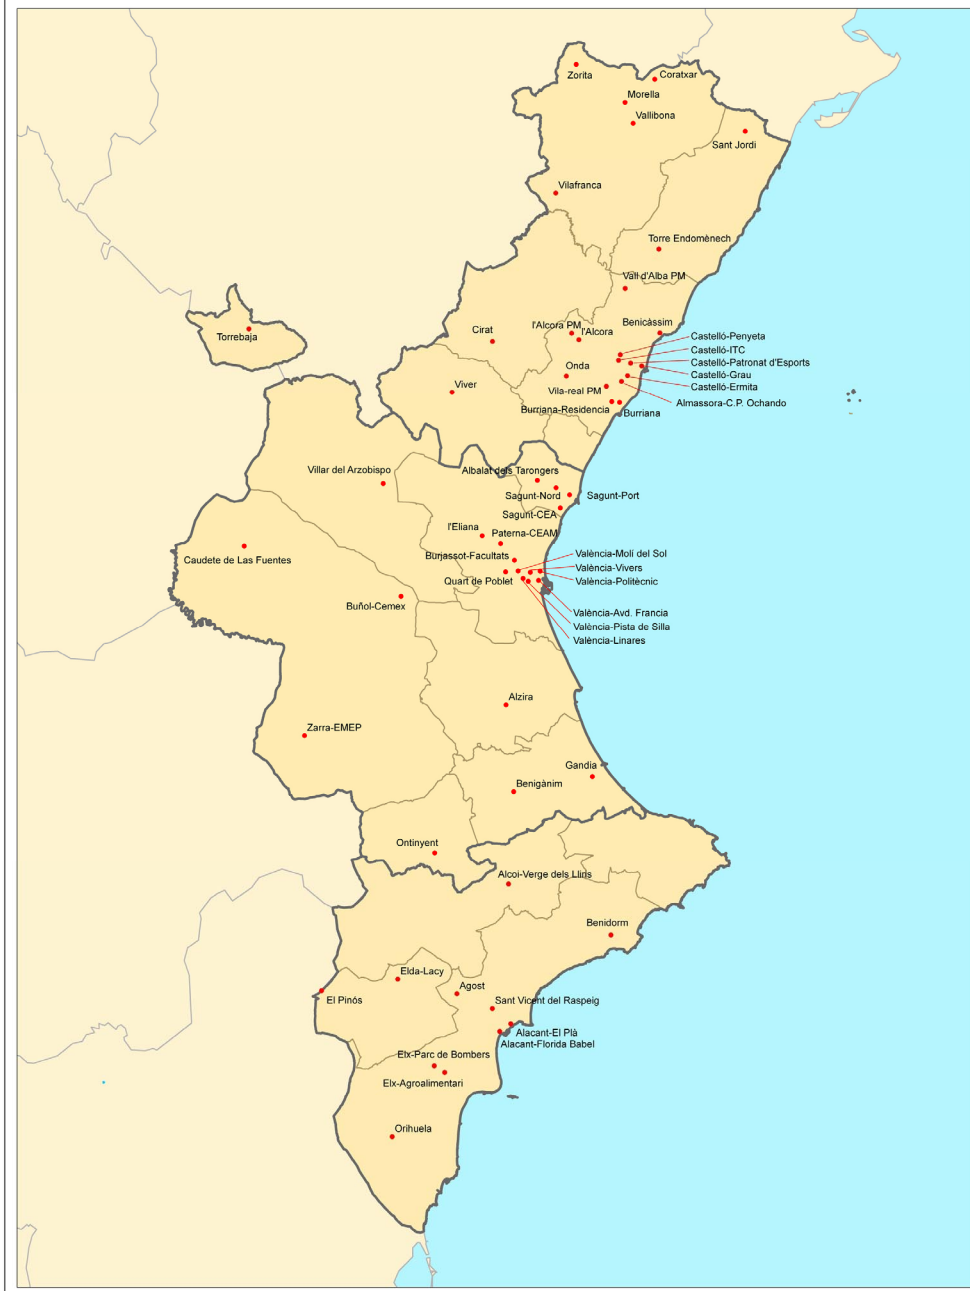 Zorita
Coratxar
Morella
Vallibona
Sant Jordi
Vilafranca
Torre Endomènech
Vall d'Alba PM
Torrebaja
Cirat
l'Alcora PM
l'Alcora
Benicàssim
Castelló-Penyeta
Castelló-ITC
Castelló-Patronat d'Esports
Castelló-Grau
Castelló-Ermita
Almassora-C.P. Ochando
Onda
Viver
Vila-real PM
Burriana-Residencia
Burriana
Villar del Arzobispo
Albalat dels Tarongers
Sagunt-Nord
Sagunt-Port
Sagunt-CEA
l'Eliana
Paterna-CEAM
Caudete de Las Fuentes
Burjassot-Facultats
València-Molí del Sol
València-Vivers
València-Politècnic
Quart de Poblet
Buñol-Cemex
València-Avd. Francia
València-Pista de Silla
València-Linares
Alzira
Zarra-EMEP
Gandia
Benigànim
Ontinyent
Alcoi-Verge dels Lliris
Benidorm
Elda-Lacy
Agost
El Pinós
Sant Vicent del Raspeig
Alacant-El Plà
Alacant-Florida Babel
Elx-Parc de Bombers
Elx-Agroalimentari
Orihuela